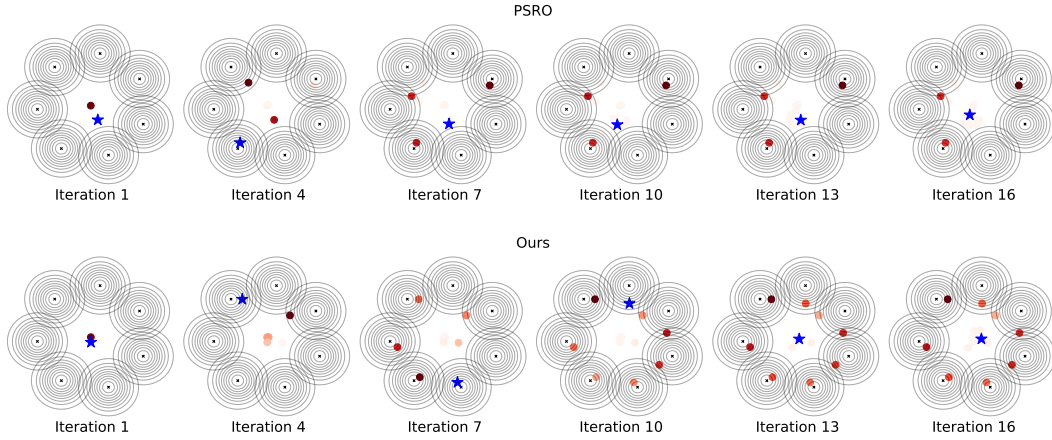 PSRO
Iteration 1
Iteration 4
Iteration 7
Iteration 10
Iteration 13
Iteration 16
Ours
Iteration 1
Iteration 4
Iteration 7
Iteration 10
Iteration 13
Iteration 16